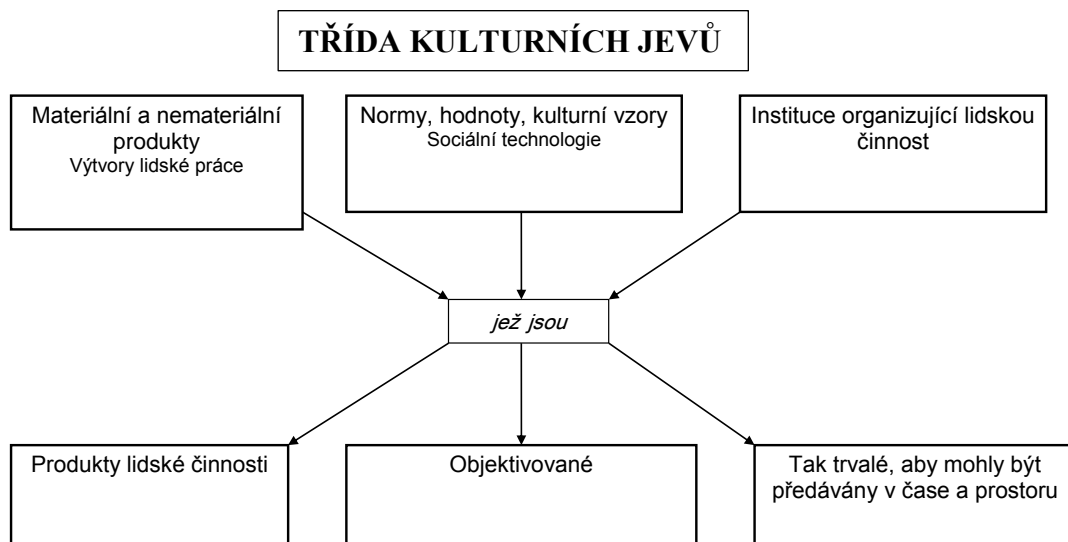 TŘÍDA KULTURNÍCH JEVŮ
Materiální a nemateriální
produkty
Výtvory lidské práce
Normy, hodnoty, kulturní vzory
Sociální technologie
Instituce organizující lidskou
činnost
jež jsou
Produkty lidské činnosti
Objektivované
Tak trvalé, aby mohly být
předávány v čase a prostoru